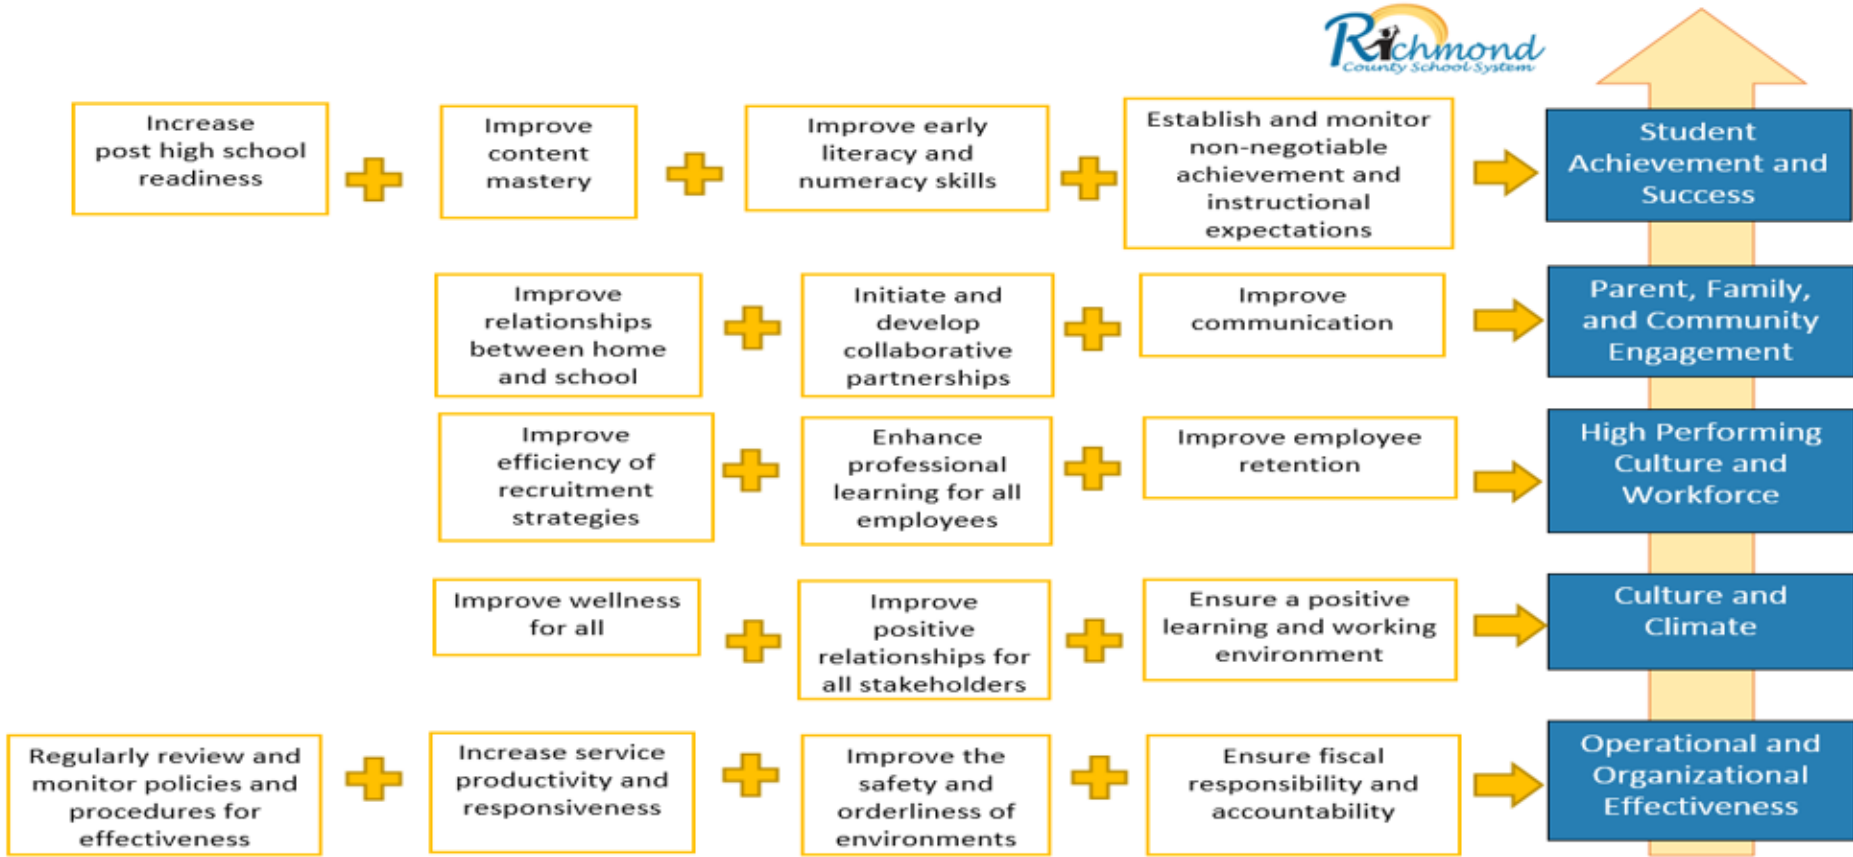 Richmond
County School System
Increase
post high school
readiness
Improve
content
mastery
Improve early
literacy and
numeracy skills
Establish and monitor
non-negotiable
achievement and
instructional
expectations
Student
Achievement and
Success
Improve
relationships
between home
and school
Initiate and
develop
collaborative
partnerships
Improve
communication
Parent, Family,
and Community
Engagement
Improve
efficiency of
recruitment
strategies
Enhance
professional
learning for all
employees
Improve employee
retention
High Performing
Culture and
Workforce
Improve wellness
for all
Improve
positive
relationships for
all stakeholders
Ensure a positive
learning and working
environment
Culture and
Climate
Regularly review and
monitor policies and
procedures for
effectiveness
Increase service
productivity and
responsiveness
Improve the
safety and
orderliness of
environments
Ensure fiscal
responsibility and
accountability
Operational and
Organizational
Effectiveness